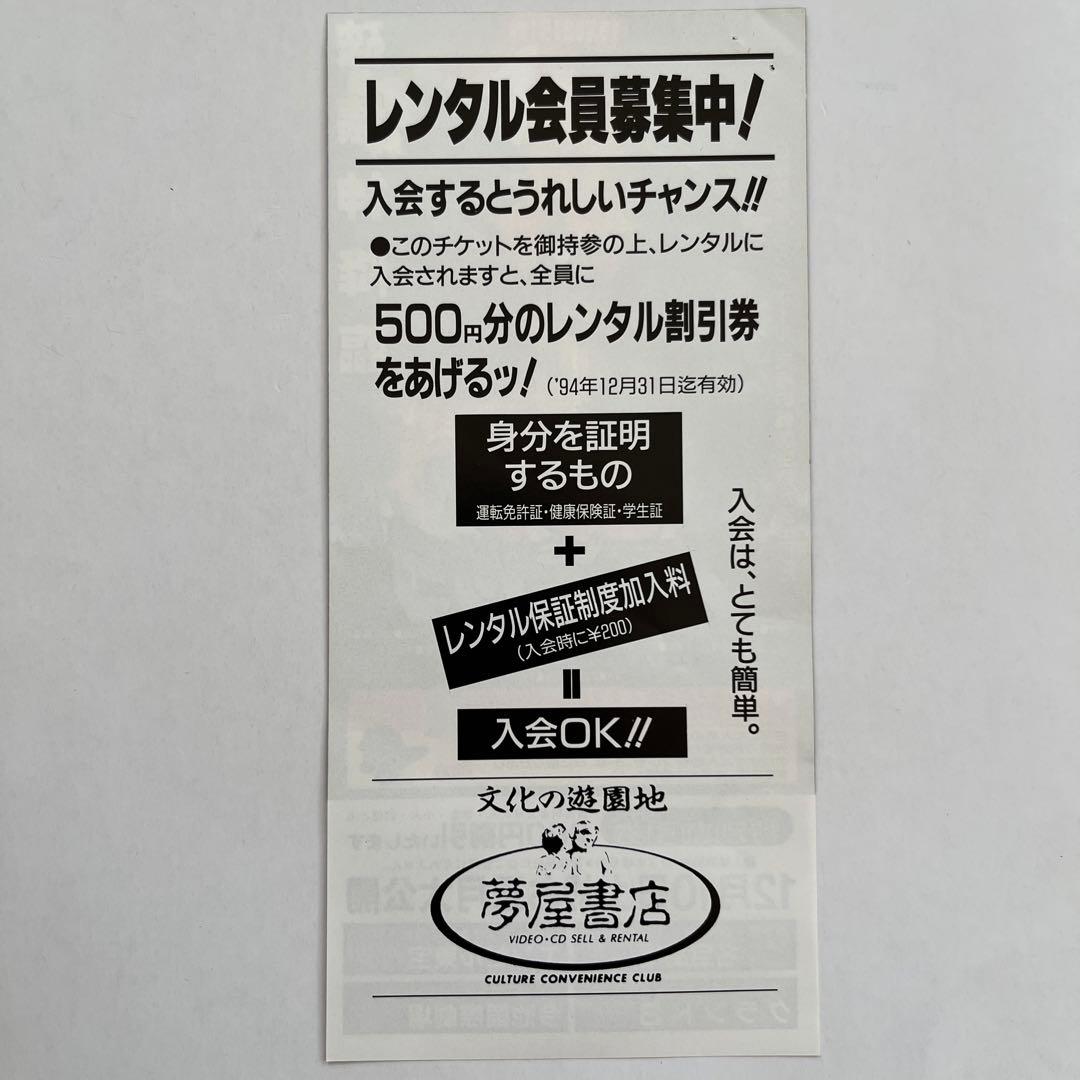 レンタル会員募集中!
入会するとうれしいチャンス!!
●このチケットを御持参の上、レンタルに
入会されますと、全員に
500円分のレンタル割引券
をあげるッ!('94年12月31日迄有効)
身分を証明
するもの
運転免許証・健康保険証・学生証
+
レンタル保証制度加入料
(入会時に¥200)
=
入会OK!!
入会は、とても簡単。
文化の遊園地
夢屋書店
VIDEO・CD SELL & RENTAL
CULTURE CONVENIENCE CLUB